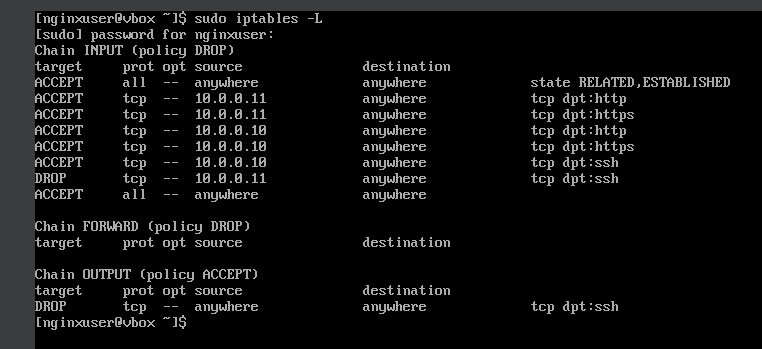 [nginxuser@vbox ~]$ sudo iptables -L
[sudo] password for nginxuser:
Chain INPUT (policy DROP)
target     prot opt source               destination
ACCEPT     all  --  anywhere             anywhere             state RELATED,ESTABLISHED
ACCEPT     tcp  --  10.0.0.11            anywhere             tcp dpt:http
ACCEPT     tcp  --  10.0.0.11            anywhere             tcp dpt:https
ACCEPT     tcp  --  10.0.0.10            anywhere             tcp dpt:http
ACCEPT     tcp  --  10.0.0.10            anywhere             tcp dpt:https
ACCEPT     tcp  --  10.0.0.10            anywhere             tcp dpt:ssh
DROP       tcp  --  10.0.0.11            anywhere             tcp dpt:ssh
ACCEPT     all  --  anywhere             anywhere
Chain FORWARD (policy DROP)
target     prot opt source               destination
Chain OUTPUT (policy ACCEPT)
target     prot opt source               destination
DROP       tcp  --  anywhere             anywhere             tcp dpt:ssh
[nginxuser@vbox ~]$